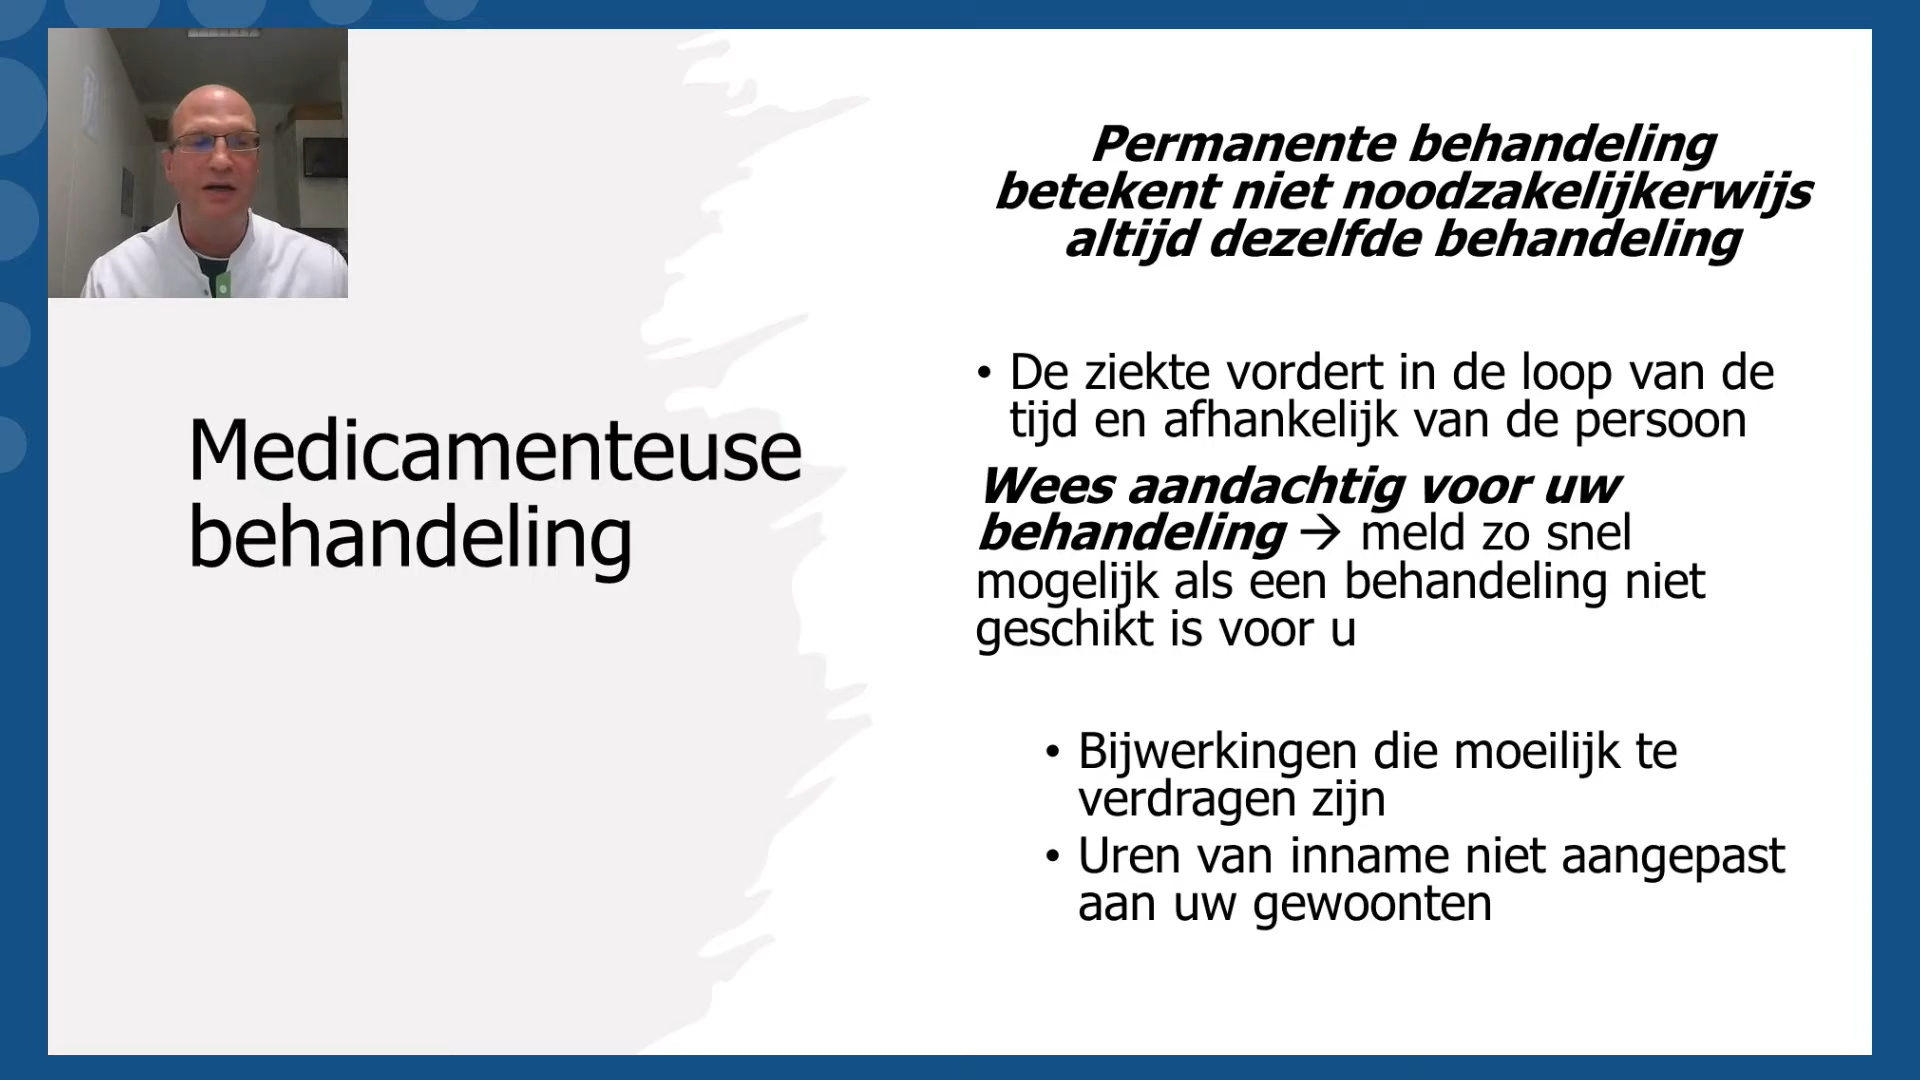 Medicamenteuse
behandeling
Permanente behandeling
betekent niet noodzakelijkerwijs
altijd dezelfde behandeling
• De ziekte vordert in de loop van de
tijd en afhankelijk van de persoon
Wees aandachtig voor uw
behandeling → meld zo snel
mogelijk als een behandeling niet
geschikt is voor u
• Bijwerkingen die moeilijk te
verdragen zijn
• Uren van inname niet aangepast
aan uw gewoonten